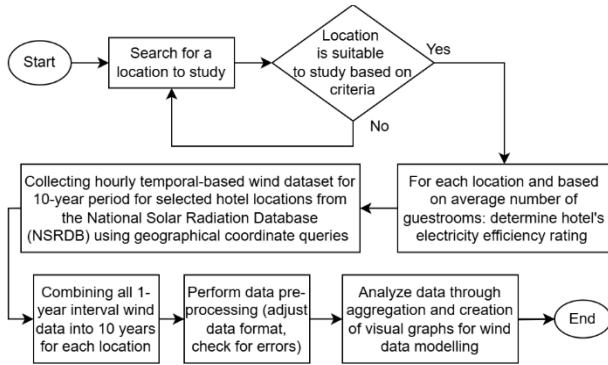 Start
Search for a
location to study
Location
is suitable
to study based on
criteria
Yes
No
For each location and based
on average number of
guestrooms: determine hotel's
electricity efficiency rating
Collecting hourly temporal-based wind dataset for
10-year period for selected hotel locations from
the National Solar Radiation Database
(NSRDB) using geographical coordinate queries
Combining all 1-
year interval wind
data into 10 years
for each location
Perform data pre-
processing (adjust
data format,
check for errors)
Analyze data through
aggregation and creation
of visual graphs for wind
data modelling
End